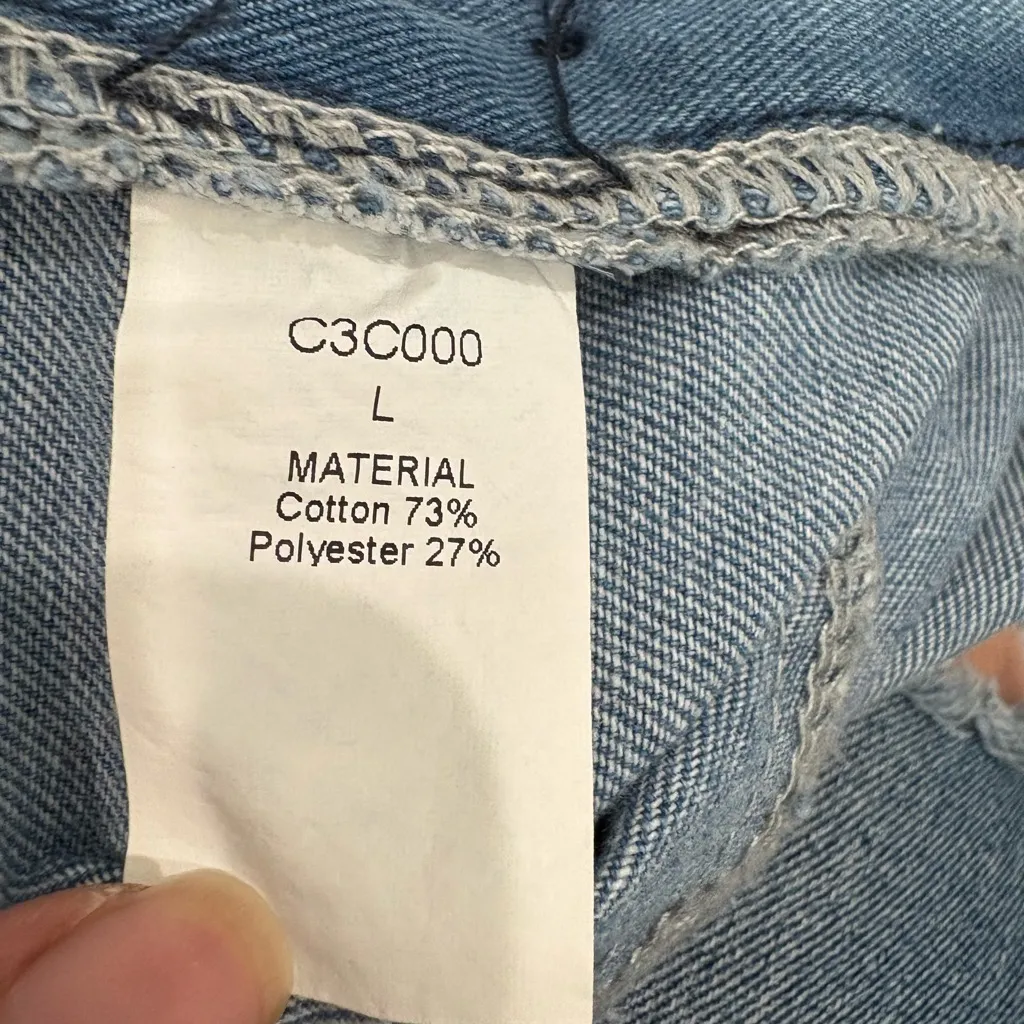 C3C000
L
MATERIAL
Cotton 73%
Polyester 27%